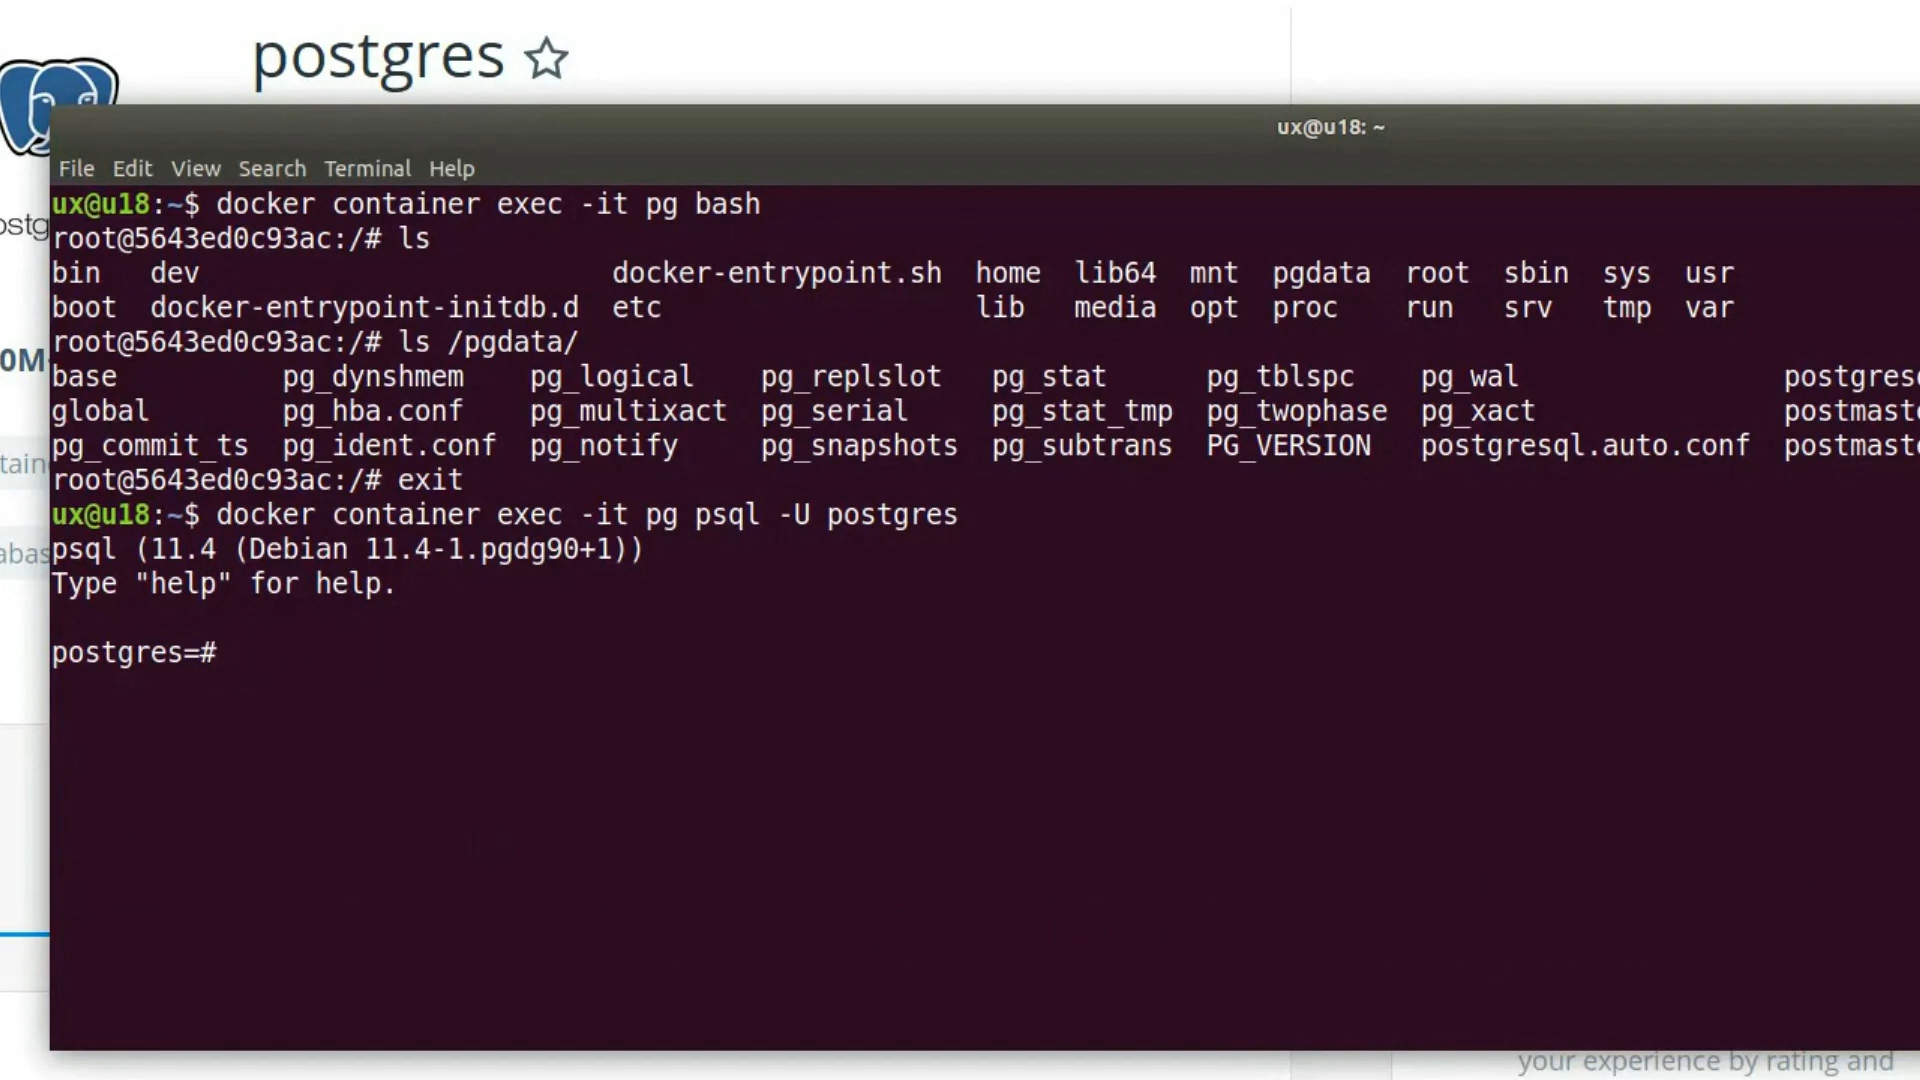 postgres
ux@u18: ~
File Edit View Search Terminal Help
ux@u18:~$ docker container exec -it pg bash
root@5643ed0c93ac:/# ls
bin dev docker-entrypoint.sh home lib64 mnt pgdata root sbin sys usr
boot docker-entrypoint-initdb.d etc lib media opt proc run srv tmp var
root@5643ed0c93ac:/# ls /pgdata/
base pg_dynshmem pg_logical pg_replslot pg_stat pg_tblspc pg_wal
global pg_hba.conf pg_multixact pg_serial pg_stat_tmp pg_twophase pg_xact
pg_commit_ts pg_ident.conf pg_notify pg_snapshots pg_subtrans PG_VERSION postgresql.auto.conf
root@5643ed0c93ac:/# exit
ux@u18:~$ docker container exec -it pg psql -U postgres
psql (11.4 (Debian 11.4-1.pgdg90+1))
Type "help" for help.
postgres=#
your experience by rating and